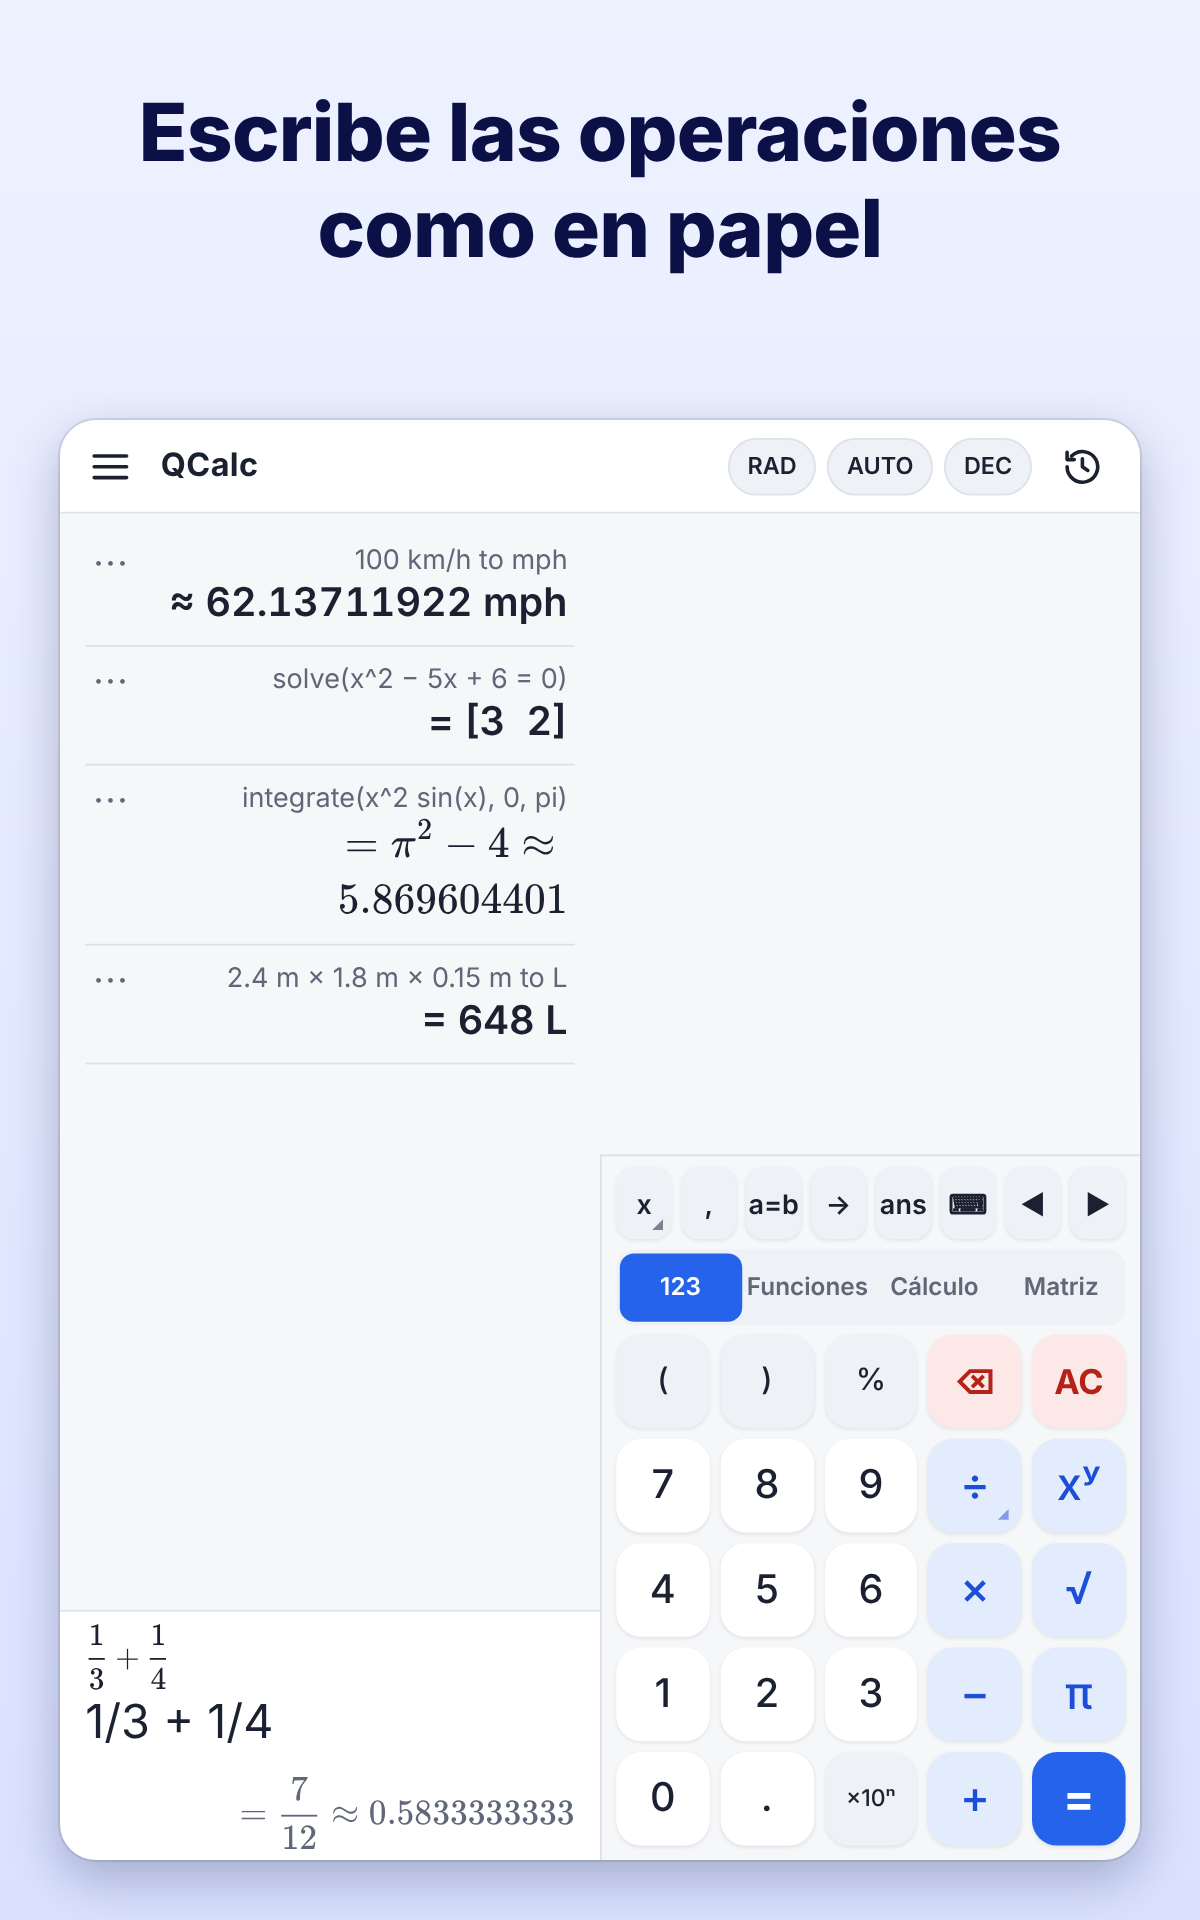 Escribe las operaciones
como en papel
QCalc
RAD
AUTO
DEC
...
100 km/h to mph
≈ 62.13711922 mph
...
solve(x^2 − 5x + 6 = 0)
= [3  2]
...
integrate(x^2 sin(x), 0, pi)
= π² − 4 ≈
5.869604401
...
2.4 m × 1.8 m × 0.15 m to L
= 648 L
1/3 + 1/4
1/3 + 1/4
= 7/12 ≈ 0.5833333333
x , a=b → ans ⌨ ◀ ▶
123 Funciones Cálculo Matriz
( ) % ⌫ AC
7 8 9 ÷ xʸ
4 5 6 × √
1 2 3 − π
0 . ×10ⁿ + =